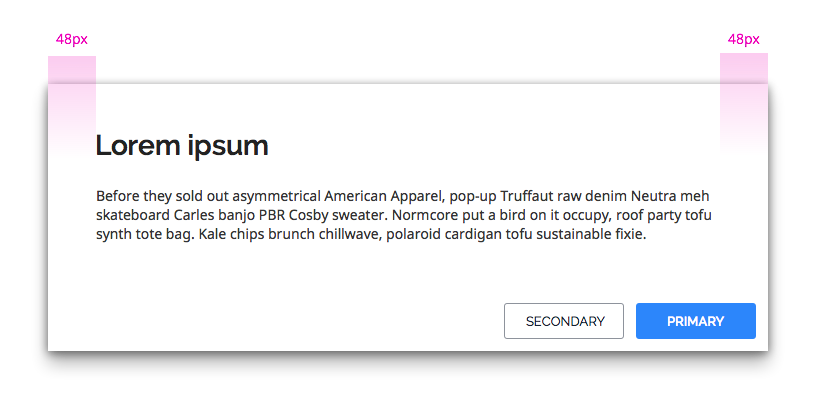 48px 48px
Lorem ipsum
Before they sold out asymmetrical American Apparel, pop-up Truffaut raw denim Neutra meh
skateboard Carles banjo PBR Cosby sweater. Normcore put a bird on it occupy, roof party tofu
synth tote bag. Kale chips brunch chillwave, polaroid cardigan tofu sustainable fixie.
SECONDARY PRIMARY